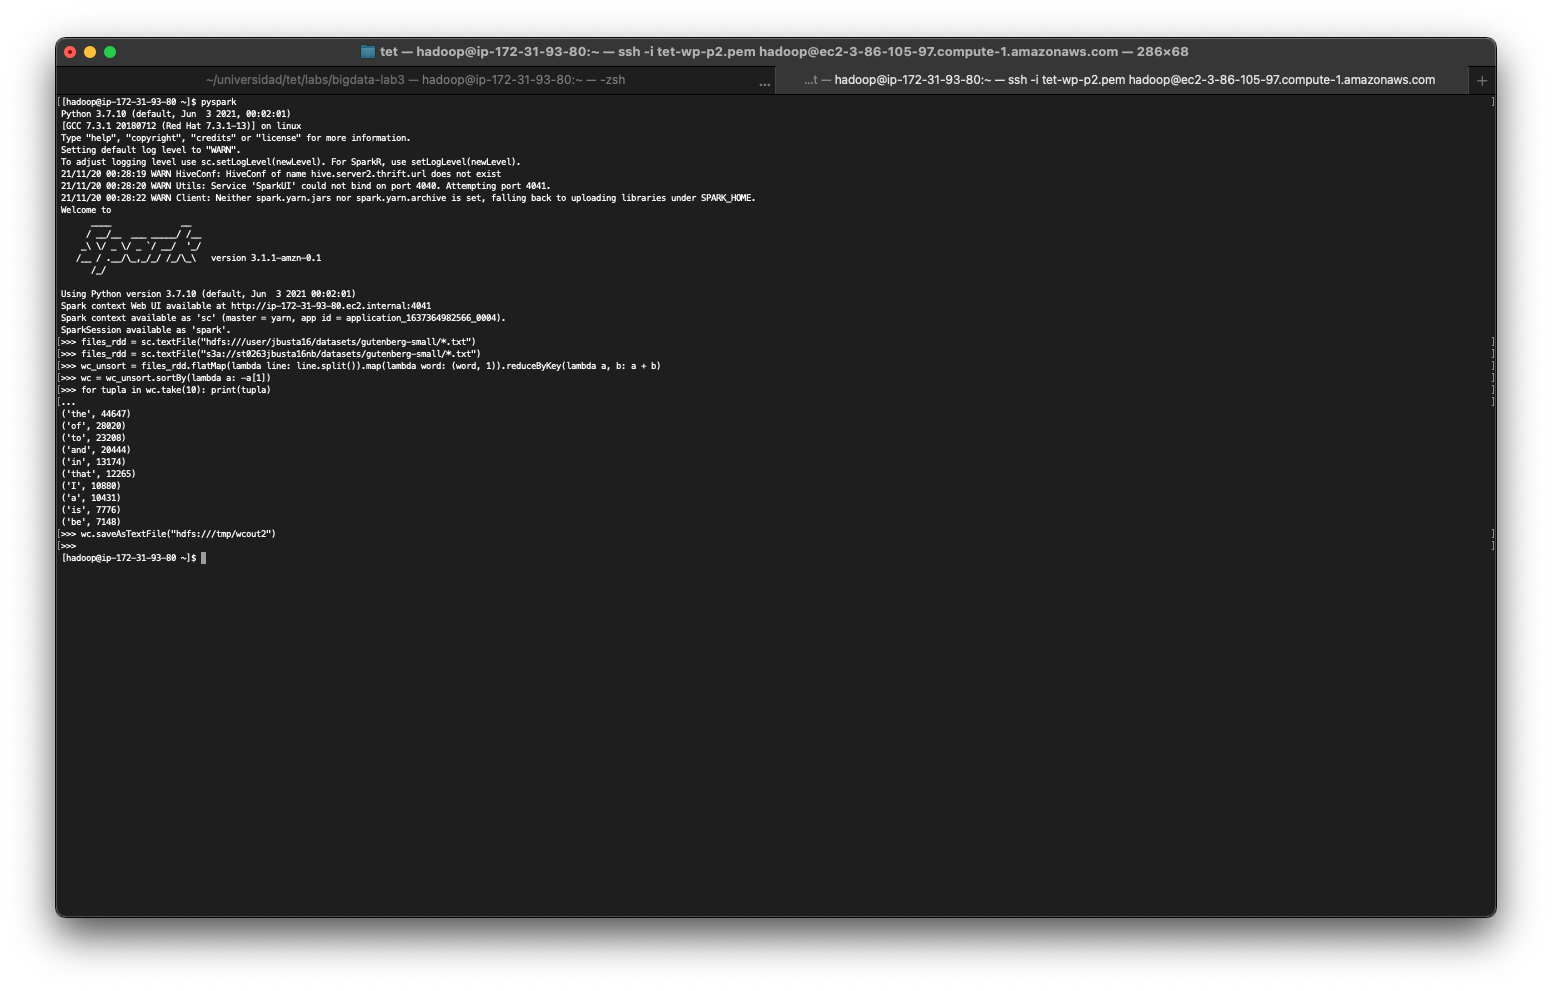 tet — hadoop@ip-172-31-93-80:~ — ssh -i tet-wp-p2.pem hadoop@ec2-3-86-105-97.compute-1.amazonaws.com — 286×68
~/universidad/tet/labs/bigdata-lab3 — hadoop@ip-172-31-93-80:~ — -zsh ... ...t — hadoop@ip-172-31-93-80:~ — ssh -i tet-wp-p2.pem hadoop@ec2-3-86-105-97.compute-1.amazonaws.com +
[[hadoop@ip-172-31-93-80 ~]$ pyspark ]
Python 3.7.10 (default, Jun  3 2021, 00:02:01)
[GCC 7.3.1 20180712 (Red Hat 7.3.1-13)] on linux
Type "help", "copyright", "credits" or "license" for more information.
Setting default log level to "WARN".
To adjust logging level use sc.setLogLevel(newLevel). For SparkR, use setLogLevel(newLevel).
21/11/20 00:28:19 WARN HiveConf: HiveConf of name hive.server2.thrift.url does not exist
21/11/20 00:28:20 WARN Utils: Service 'SparkUI' could not bind on port 4040. Attempting port 4041.
21/11/20 00:28:22 WARN Client: Neither spark.yarn.jars nor spark.yarn.archive is set, falling back to uploading libraries under SPARK_HOME.
Welcome to
      ____              __
     / __/__  ___ _____/ /__
    _\ \/ _ \/ _ `/ __/  '_/
   /__ / .__/\_,_/_/ /_/\_\   version 3.1.1-amzn-0.1
      /_/
Using Python version 3.7.10 (default, Jun  3 2021 00:02:01)
Spark context Web UI available at http://ip-172-31-93-80.ec2.internal:4041
Spark context available as 'sc' (master = yarn, app id = application_1637364982566_0004).
SparkSession available as 'spark'.
[>>> files_rdd = sc.textFile("hdfs:///user/jbusta16/datasets/gutenberg-small/*.txt") ]
[>>> files_rdd = sc.textFile("s3a://st0263jbusta16nb/datasets/gutenberg-small/*.txt") ]
[>>> wc_unsort = files_rdd.flatMap(lambda line: line.split()).map(lambda word: (word, 1)).reduceByKey(lambda a, b: a + b) ]
[>>> wc = wc_unsort.sortBy(lambda a: -a[1]) ]
[>>> for tupla in wc.take(10): print(tupla) ]
[... ]
('the', 44647)
('of', 28020)
('to', 23208)
('and', 20444)
('in', 13174)
('that', 12265)
('I', 10880)
('a', 10431)
('is', 7776)
('be', 7148)
[>>> wc.saveAsTextFile("hdfs:///tmp/wcout2") ]
[>>> ]
[hadoop@ip-172-31-93-80 ~]$